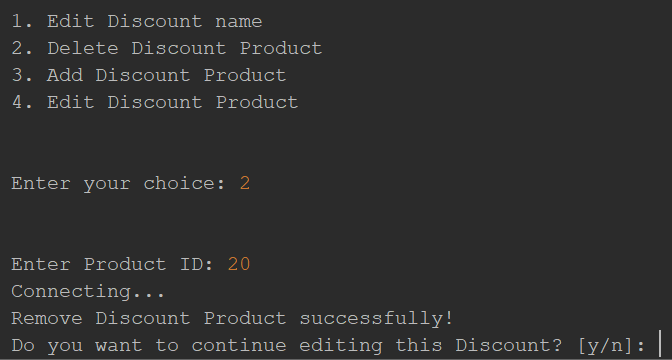 1. Edit Discount name
2. Delete Discount Product
3. Add Discount Product
4. Edit Discount Product
Enter your choice: 2
Enter Product ID: 20
Connecting...
Remove Discount Product successfully!
Do you want to continue editing this Discount? [y/n]: